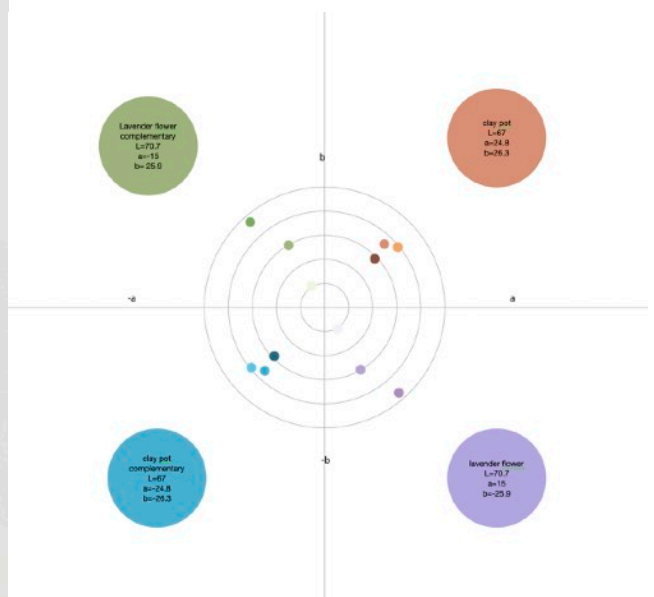 Lavender flower
complementary
L=70.7
a=-15
b= 25.9
clay pot
L=67
a=24.8
b=26.3
b
-a
a
-b
clay pot
complementary
L=67
a=-24.8
b=-26.3
lavender flower
L=70.7
a=15
b=-25.9